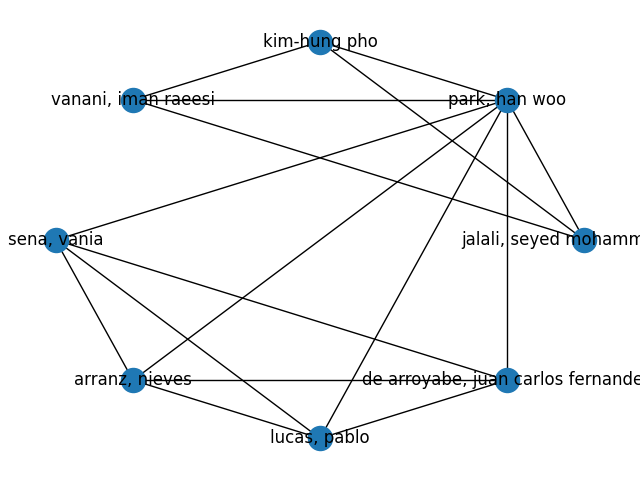 kim-hung pho
vanani, iman raeesi
park, han woo
sena, vania
jalali, seyed mohamm
arranz, nieves
de arroyabe, juan carlos fernande
lucas, pablo